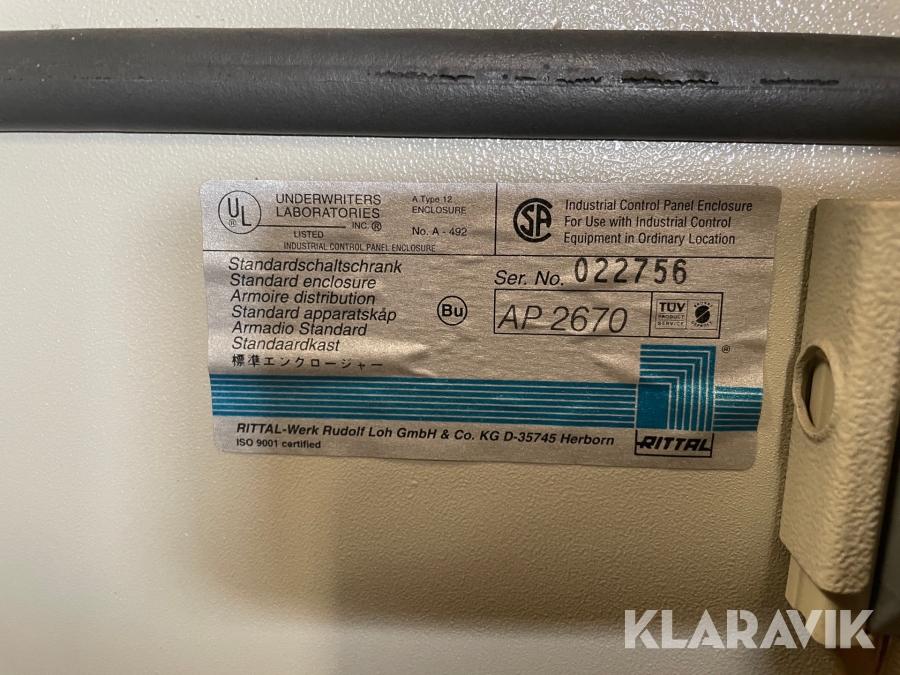 UL
®
UNDERWRITERS
LABORATORIES
INC. ®
LISTED
INDUSTRIAL CONTROL PANEL ENCLOSURE
A Type 12
ENCLOSURE
No. A - 492
CSA
Industrial Control Panel Enclosure
For Use with Industrial Control
Equipment in Ordinary Location
Standardschaltschrank
Standard enclosure
Armoire distribution
Standard apparatskåp
Armadio Standard
Standaardkast
標準エンクロージャー
Bu
Ser. No. 022756
AP 2670
TÜV
PRODUCT
SERVICE
®
RITTAL
RITTAL-Werk Rudolf Loh GmbH & Co. KG D-35745 Herborn
ISO 9001 certified
KLARAVIK